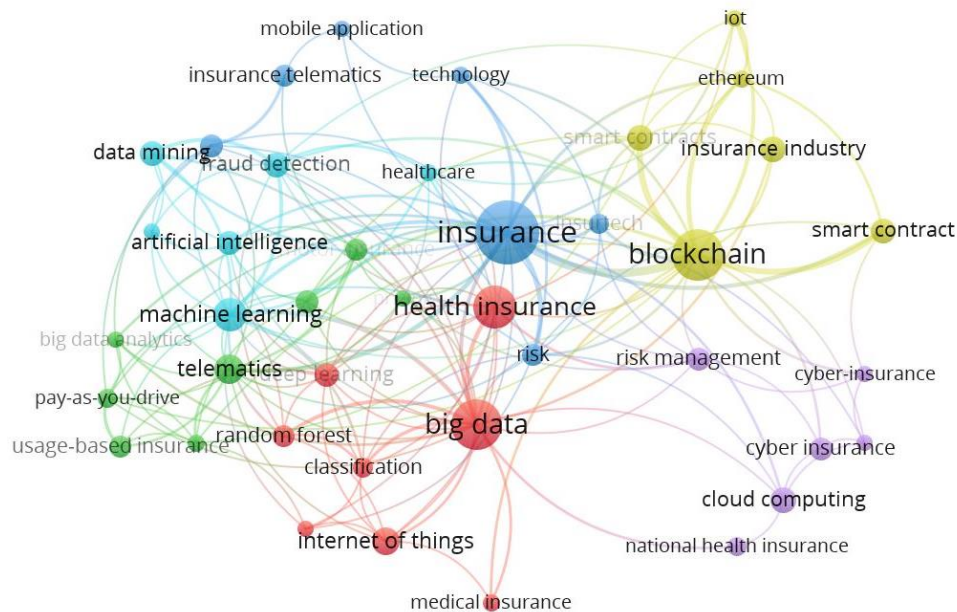 iot
mobile application
insurance telematics
technology
ethereum
smart contracts
data mining
fraud detection
healthcare
insurance industry
insurtech
insurance
smart contract
artificial intelligence
blockchain
health insurance
machine learning
big data analytics
risk
risk management
telematics
deep learning
cyber-insurance
pay-as-you-drive
big data
random forest
usage-based insurance
cyber insurance
classification
cloud computing
internet of things
national health insurance
medical insurance